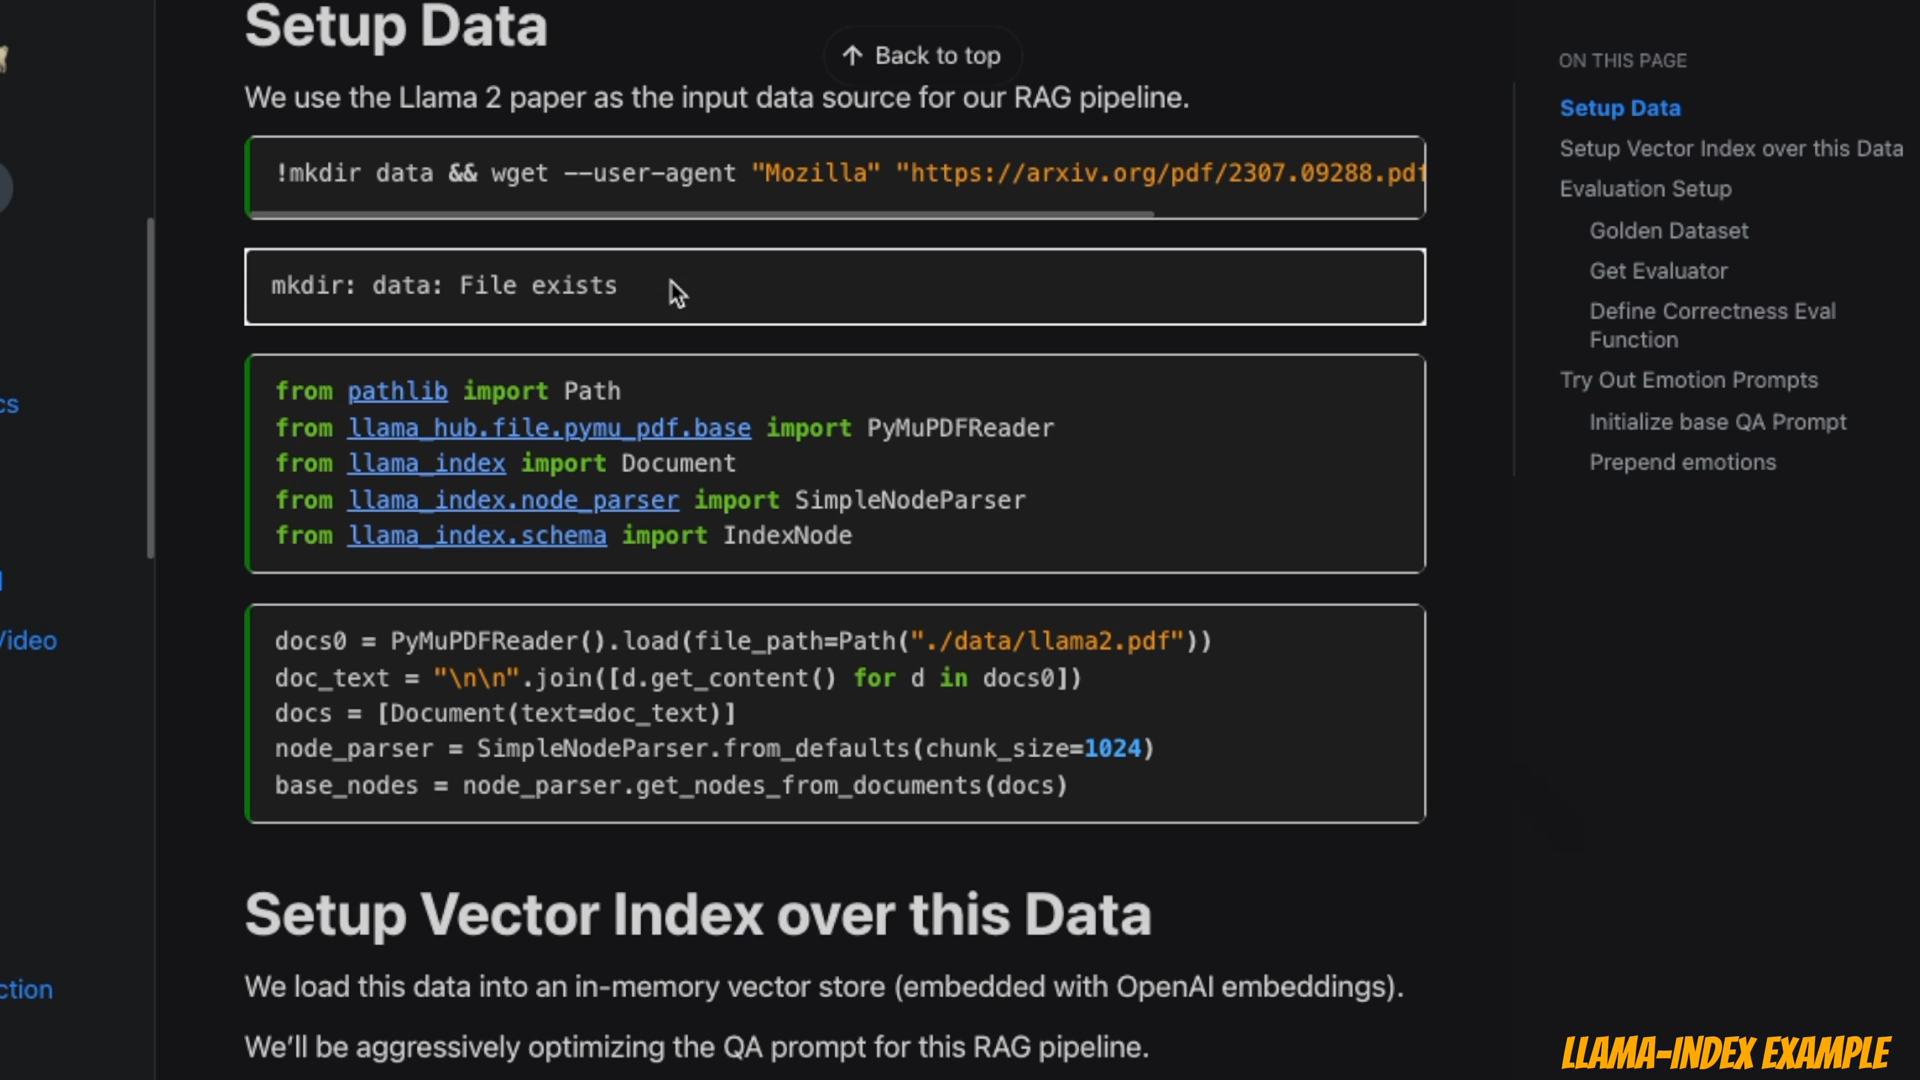 Setup Data
↑ Back to top
We use the Llama 2 paper as the input data source for our RAG pipeline.
!mkdir data && wget --user-agent "Mozilla" "https://arxiv.org/pdf/2307.09288.pdf
mkdir: data: File exists
from pathlib import Path
from llama_hub.file.pymu_pdf.base import PyMuPDFReader
from llama_index import Document
from llama_index.node_parser import SimpleNodeParser
from llama_index.schema import IndexNode
docs0 = PyMuPDFReader().load(file_path=Path("./data/llama2.pdf"))
doc_text = "\n\n".join([d.get_content() for d in docs0])
docs = [Document(text=doc_text)]
node_parser = SimpleNodeParser.from_defaults(chunk_size=1024)
base_nodes = node_parser.get_nodes_from_documents(docs)
Setup Vector Index over this Data
We load this data into an in-memory vector store (embedded with OpenAI embeddings).
We’ll be aggressively optimizing the QA prompt for this RAG pipeline.
ON THIS PAGE
Setup Data
Setup Vector Index over this Data
Evaluation Setup
Golden Dataset
Get Evaluator
Define Correctness Eval
Function
Try Out Emotion Prompts
Initialize base QA Prompt
Prepend emotions
cs
Video
ction
LLAMA-INDEX EXAMPLE